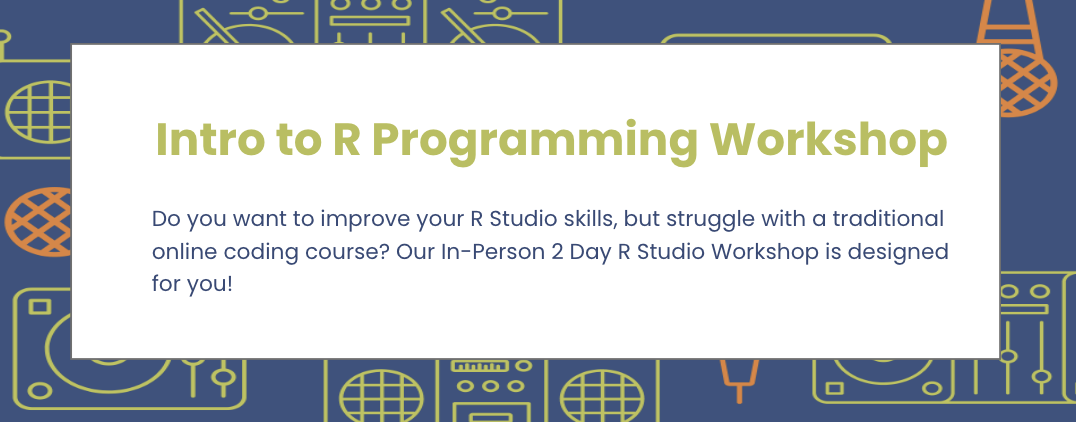 Intro to R Programming Workshop
Do you want to improve your R Studio skills, but struggle with a traditional
online coding course? Our In-Person 2 Day R Studio Workshop is designed
for you!